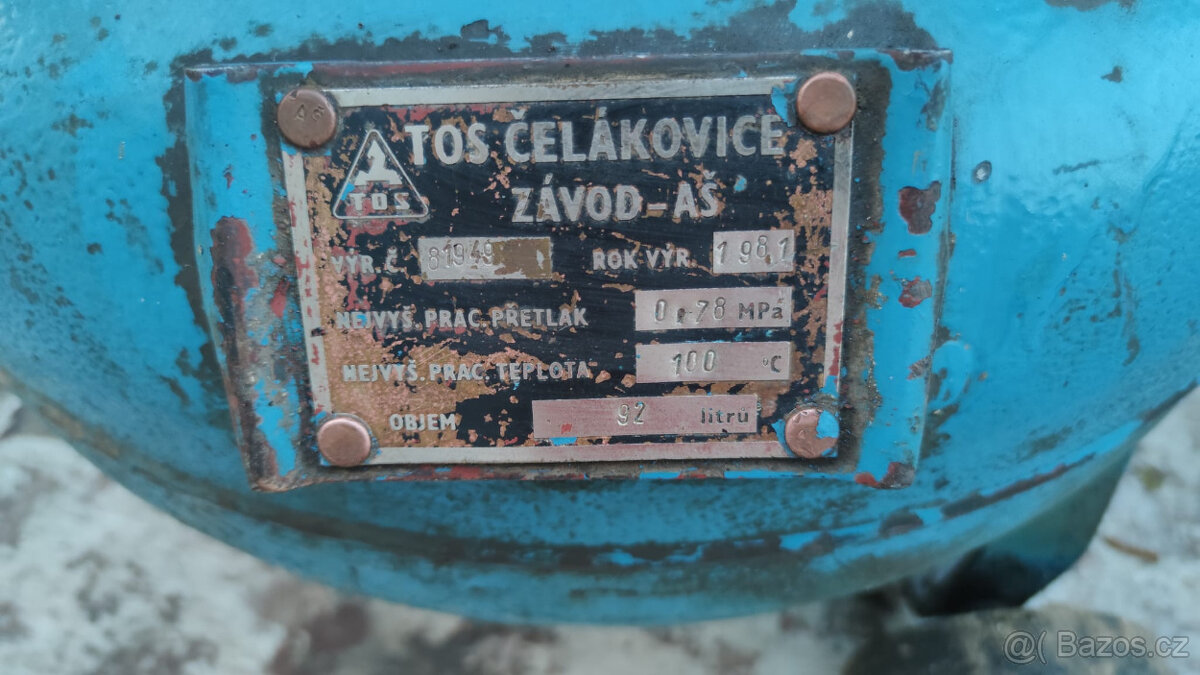 TOS ČELÁKOVICE
TOS
ZÁVOD-AŠ
VÝR. Č. 81949 ROK VÝR. 1981
NEJVYŠ. PRAC. PŘETLAK 0,78 MPa
NEJVYŠ. PRAC. TEPLOTA 100 °C
OBJEM 92 litrů
@( Bazos.cz